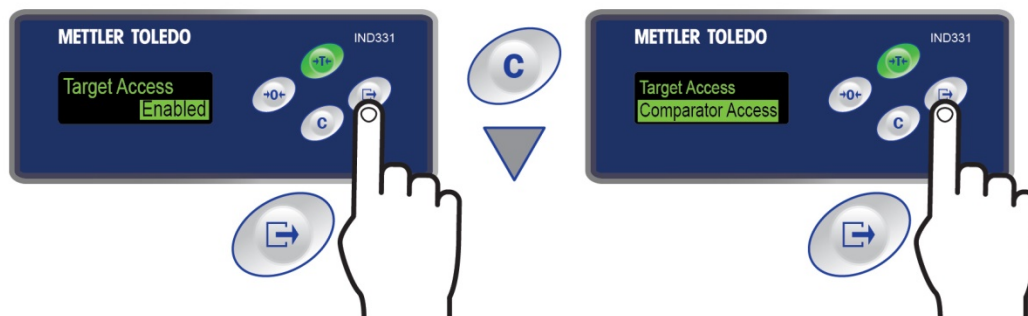 METTLER TOLEDO
IND331
→T←
Target Access
Enabled
→0←
C
C
METTLER TOLEDO
IND331
→T←
Target Access
Comparator Access
→0←
C